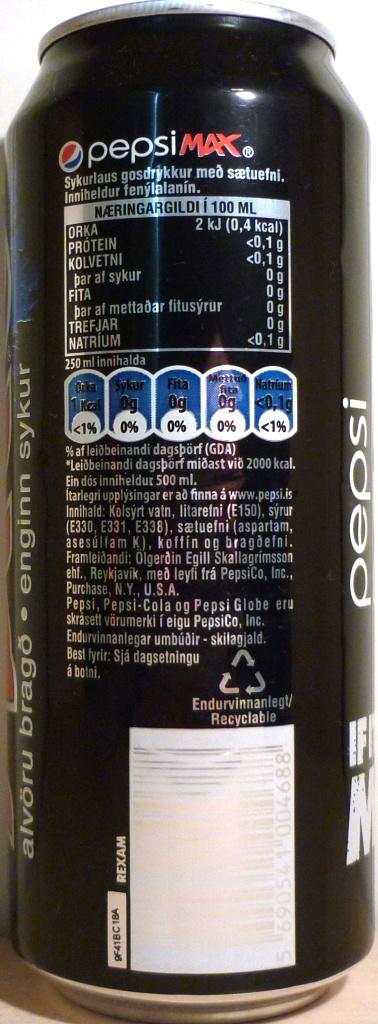 pepsi MAX ®
Sykurlaus gosdrykkur með sætuefni.
Inniheldur fenýlalanín.
NÆRINGARGILDI Í 100 ML
ORKA 2 kJ (0,4 kcal)
PRÓTEIN <0,1 g
KOLVETNI <0,1 g
þar af sykur 0 g
FITA 0 g
þar af mettaðar fitusýrur 0 g
TREFJAR 0 g
NATRÍUM <0,1 g
250 ml innihalda
Orka Sykur Fita Mettuð Natríum
fita
1 Kcal 0g 0g 0g <0,1g
<1% 0% 0% 0% <1%
% af leiðbeinandi dagsþörf (GDA)
*Leiðbeinandi dagsþörf miðast við 2000 kcal.
Ein dós inniheldur 500 ml.
Ítarlegri upplýsingar er að finna á www.pepsi.is
Innihald: Kolsýrt vatn, litarefni (E150), sýrur
(E330, E331, E338), sætuefni (aspartam,
asesúlfam K), koffín og bragðefni.
Framleiðandi: Ölgerðin Egill Skallagrímsson
ehf., Reykjavík, með leyfi frá PepsiCo, Inc.,
Purchase, N.Y., U.S.A.
Pepsi, Pepsi-Cola og Pepsi Globe eru
skrásett vörumerki í eigu PepsiCo, Inc.
Endurvinnanlegar umbúðir - skilagjald.
Best fyrir: Sjá dagsetningu
á botni.
Endurvinnanlegt/
Recyclable
REXAM
9F41BC18A
5 690541 004688
alvöru bragð • enginn sykur
pepsi